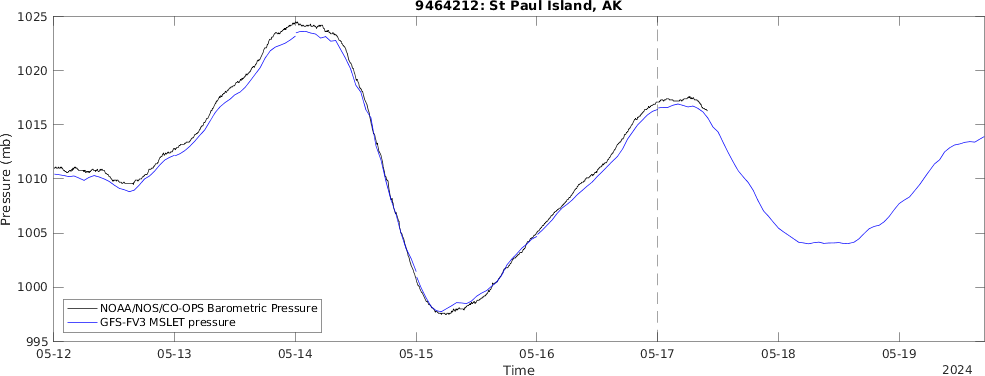 9464212: St Paul Island, AK
1025
1020
1015
1010
1005
1000
995
Pressure (mb)
NOAA/NOS/CO-OPS Barometric Pressure
GFS-FV3 MSLET pressure
05-12 05-13 05-14 05-15 05-16 05-17 05-18 05-19
Time
2024